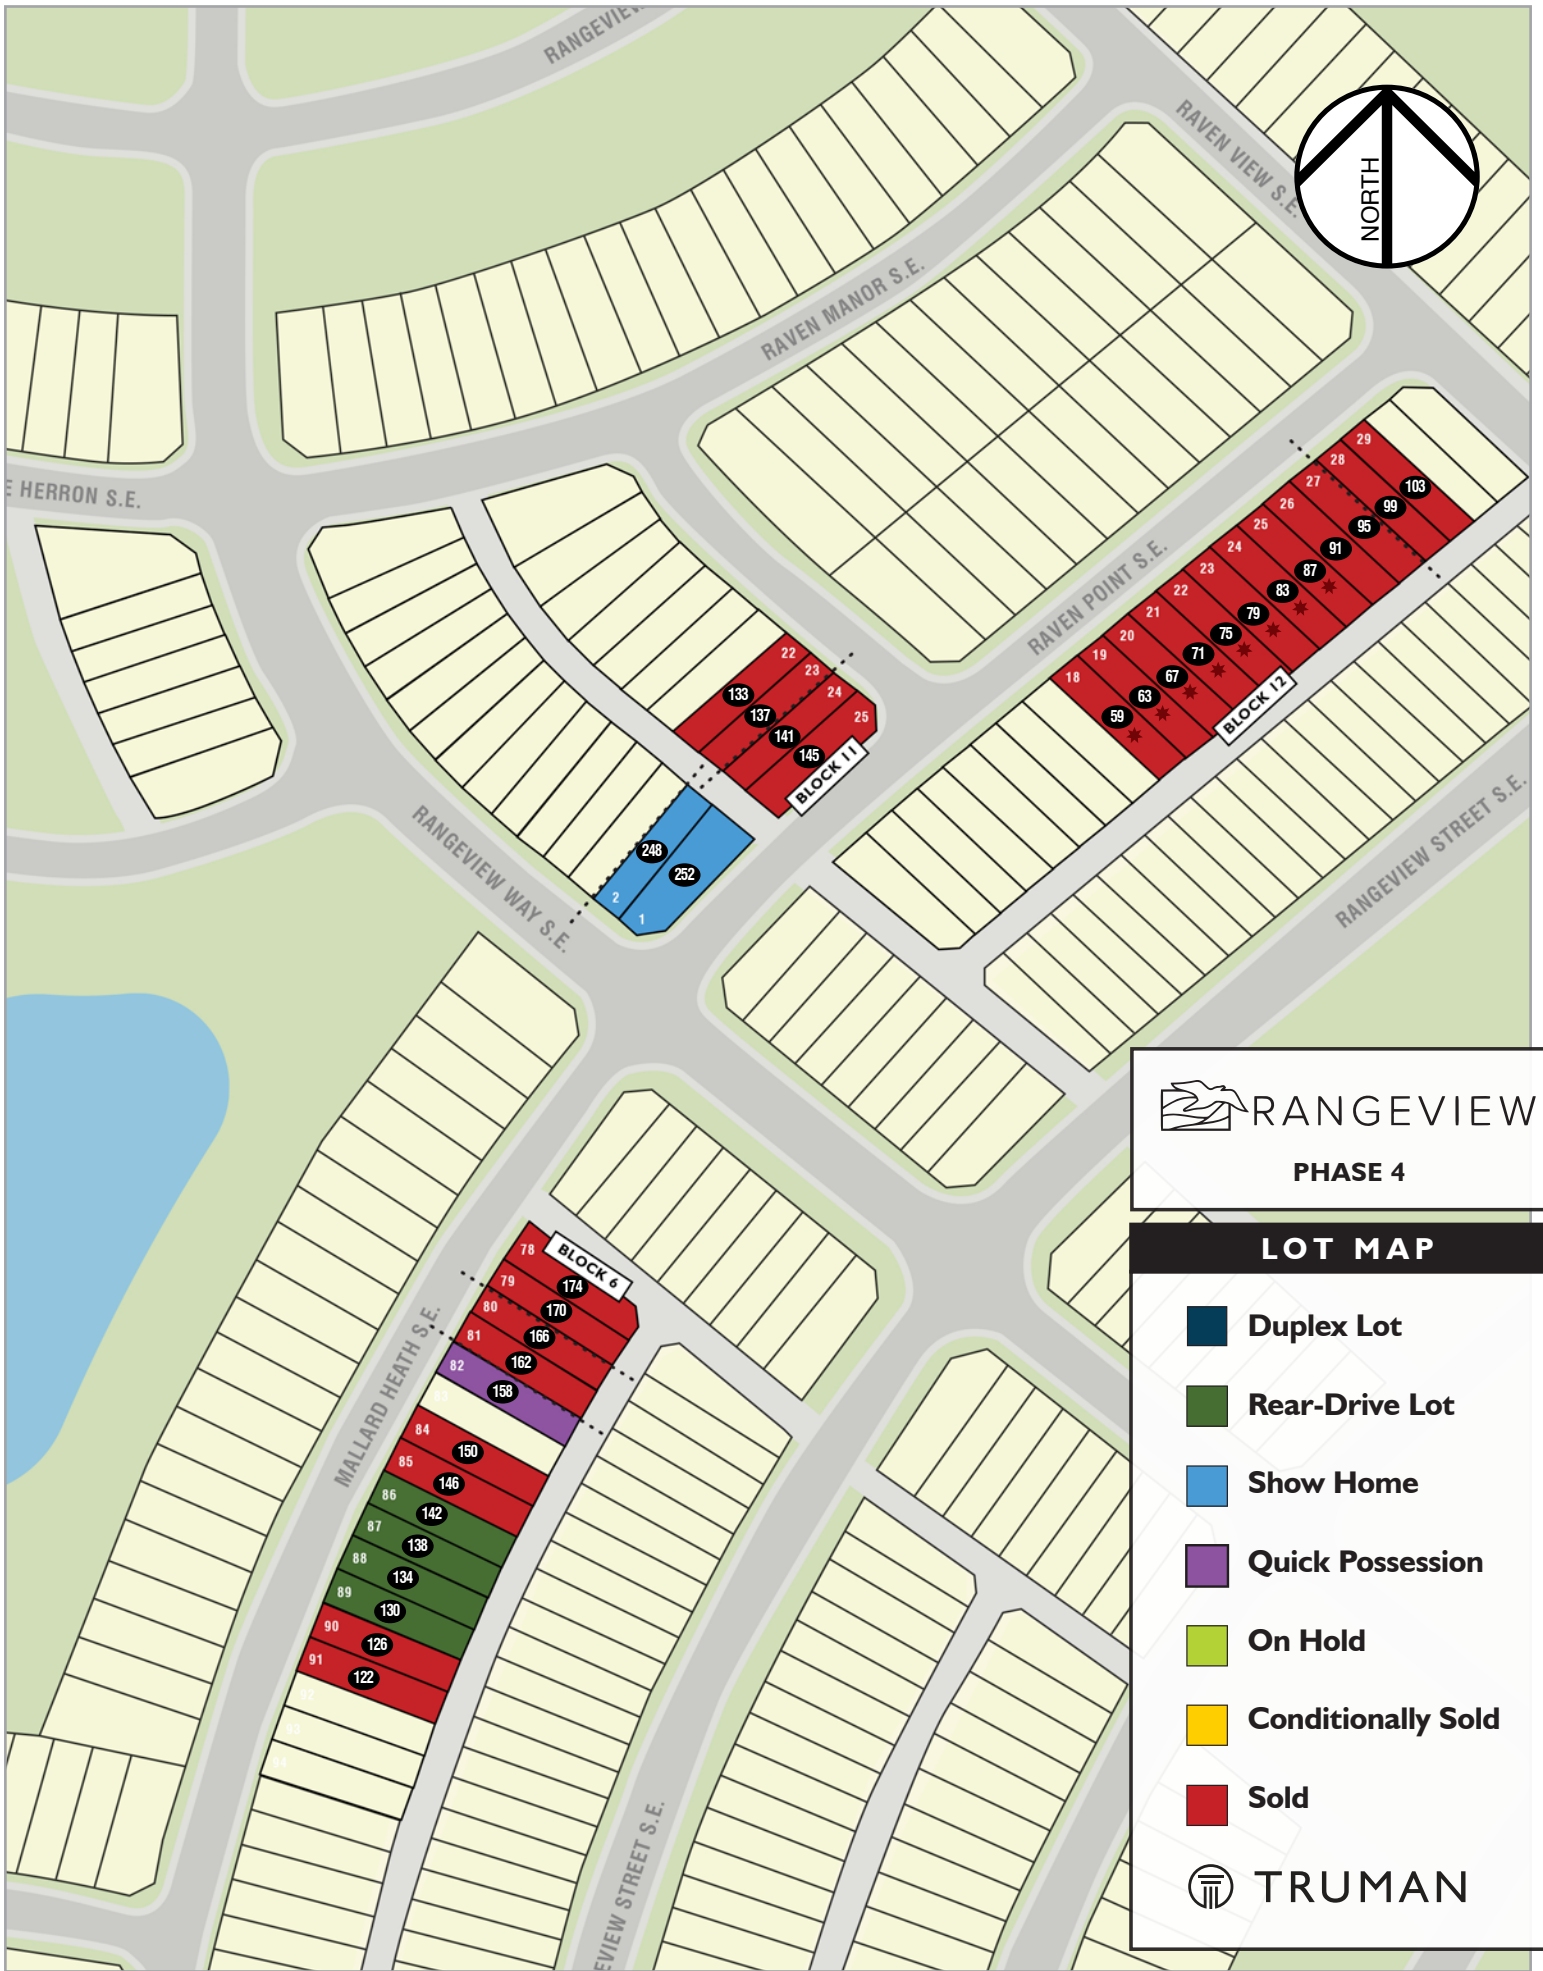 RANGEVIEW
RAVEN VIEW S.E.
NORTH
RAVEN MANOR S.E.
E HERRON S.E.
RAVEN POINT S.E.
29
28
27
26
25
24
23
22
21
20
19
18
103
99
95
91
87
83
79
75
71
67
63
59
BLOCK 12
22
23
24
25
133
137
141
145
BLOCK 11
RANGEVIEW WAY S.E.
248
252
2
1
RANGEVIEW STREET S.E.
RANGEVIEW
PHASE 4
LOT MAP
Duplex Lot
Rear-Drive Lot
Show Home
Quick Possession
On Hold
Conditionally Sold
Sold
TRUMAN
BLOCK 6
MALLARD HEATH S.E.
78
174
79
170
80
166
81
162
82
158
83
84
150
85
146
86
142
87
138
88
134
89
130
90
126
91
122
92
93
94
EVIEW STREET S.E.